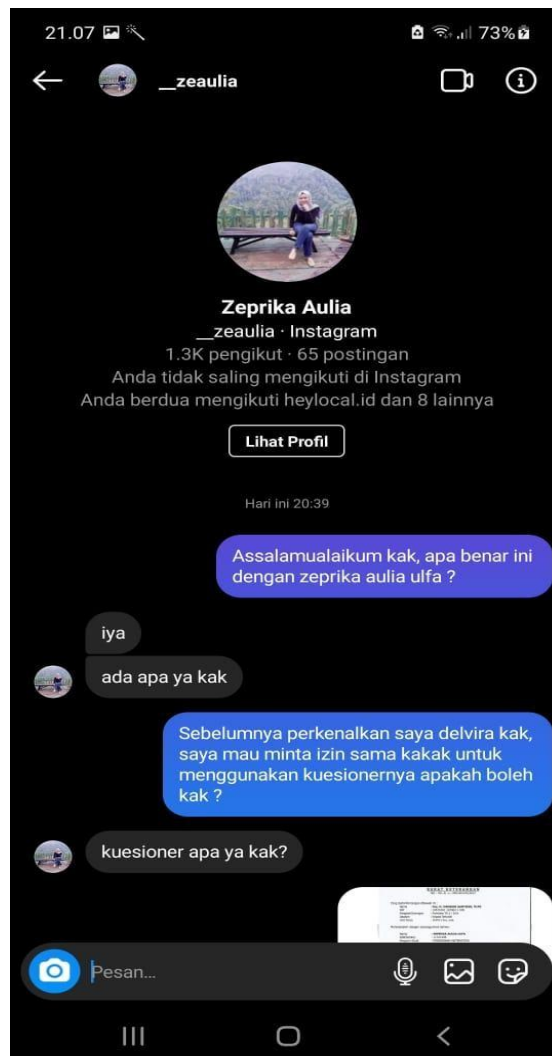 21.07
73%
__zeaulia
Zeprika Aulia
__zeaulia · Instagram
1.3K pengikut · 65 postingan
Anda tidak saling mengikuti di Instagram
Anda berdua mengikuti heylocal.id dan 8 lainnya
Lihat Profil
Hari ini 20:39
Assalamualaikum kak, apa benar ini
dengan zeprika aulia ulfa ?
iya
ada apa ya kak
Sebelumnya perkenalkan saya delvira kak,
saya mau minta izin sama kakak untuk
menggunakan kuesionernya apakah boleh
kak ?
kuesioner apa ya kak?
SURAT KETERANGAN
Pesan...